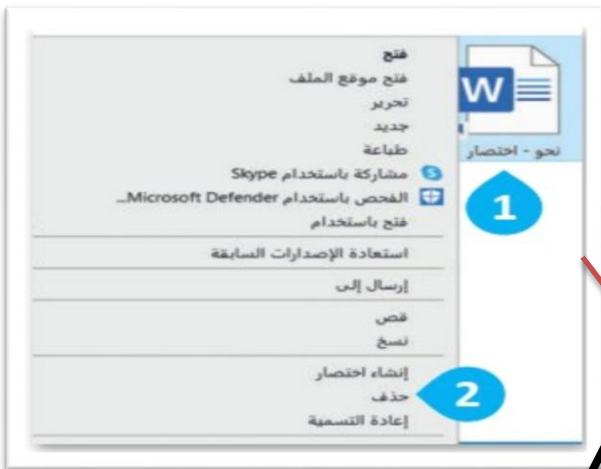 فتح
فتح موقع الملف
تحرير
جديد
طباعة
مشاركة باستخدام Skype
الفحص باستخدام Microsoft Defender...
فتح باستخدام
استعادة الإصدارات السابقة
إرسال إلى
قص
نسخ
إنشاء اختصار
حذف
إعادة التسمية
W
نحو - اختصار
1
2